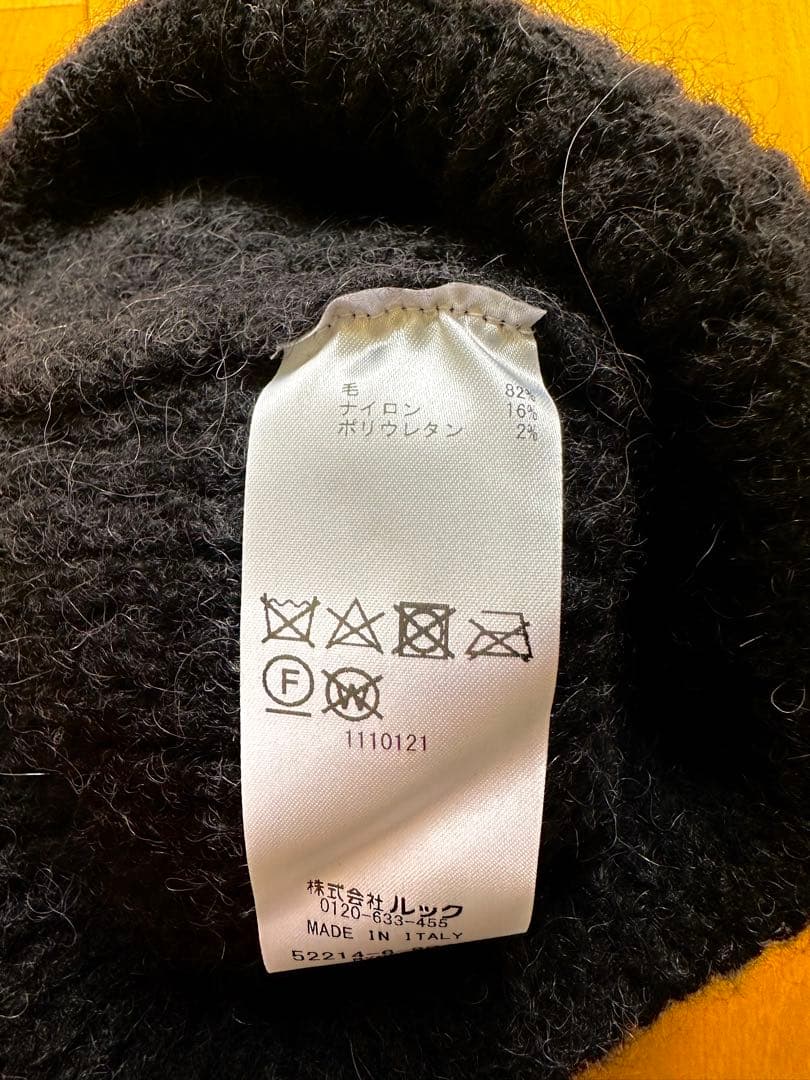 毛 82%
ナイロン 16%
ポリウレタン 2%
F W
1110121
株式会社 ルック
0120-633-455
MADE IN ITALY